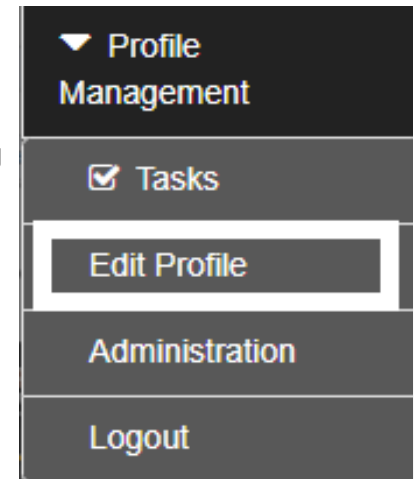 Profile
Management
Tasks
Edit Profile
Administration
Logout